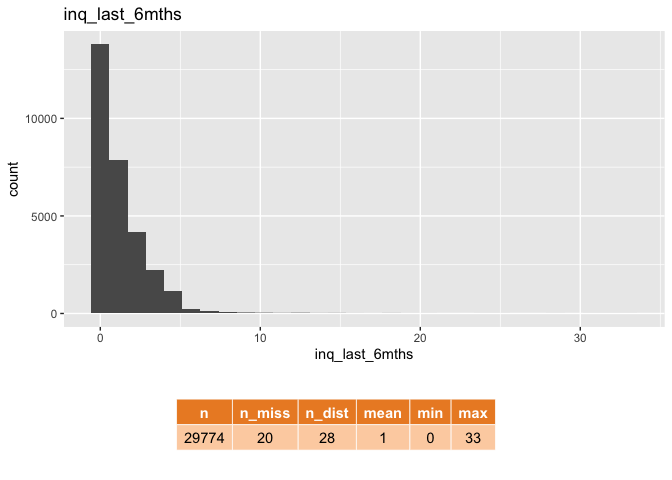 inq_last_6mths
count
10000
5000
0
0 10 20 30
inq_last_6mths
n n_miss n_dist mean min max
29774 20 28 1 0 33